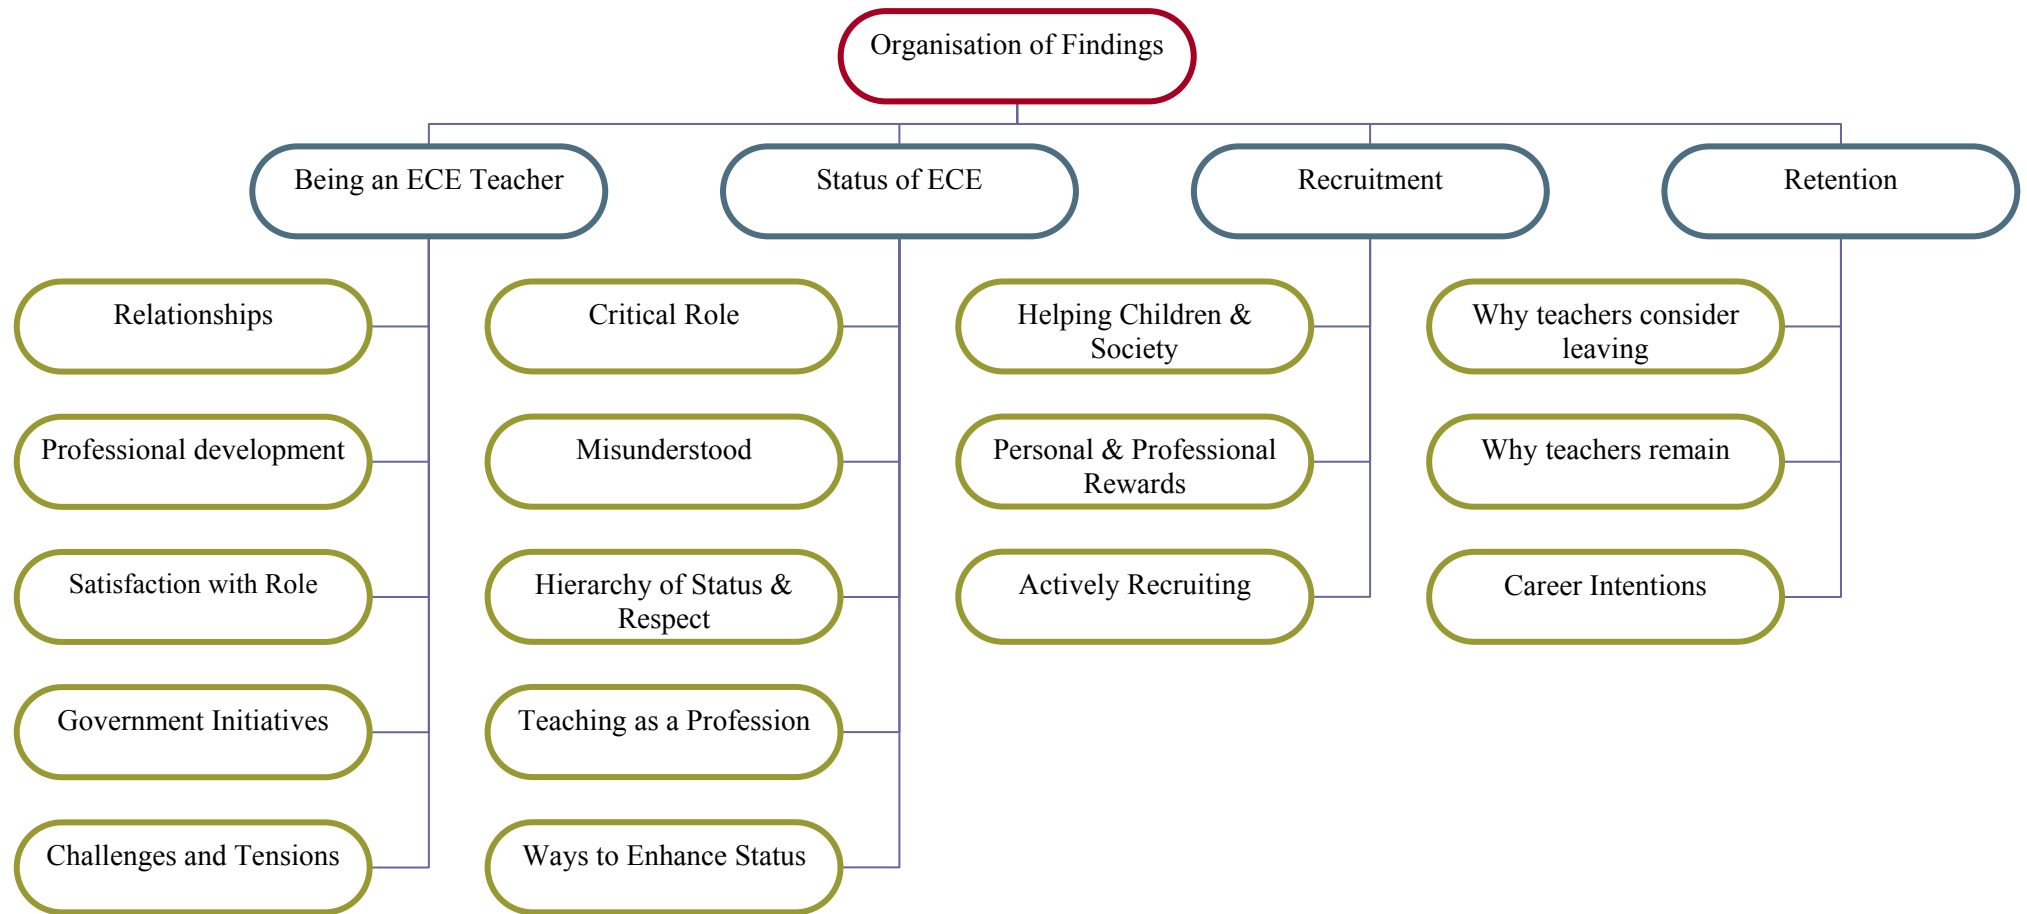 Organisation of Findings
Being an ECE Teacher
Status of ECE
Recruitment
Retention
Relationships
Critical Role
Helping Children &
Society
Why teachers consider
leaving
Professional development
Misunderstood
Personal & Professional
Rewards
Why teachers remain
Satisfaction with Role
Hierarchy of Status &
Respect
Actively Recruiting
Career Intentions
Government Initiatives
Teaching as a Profession
Challenges and Tensions
Ways to Enhance Status